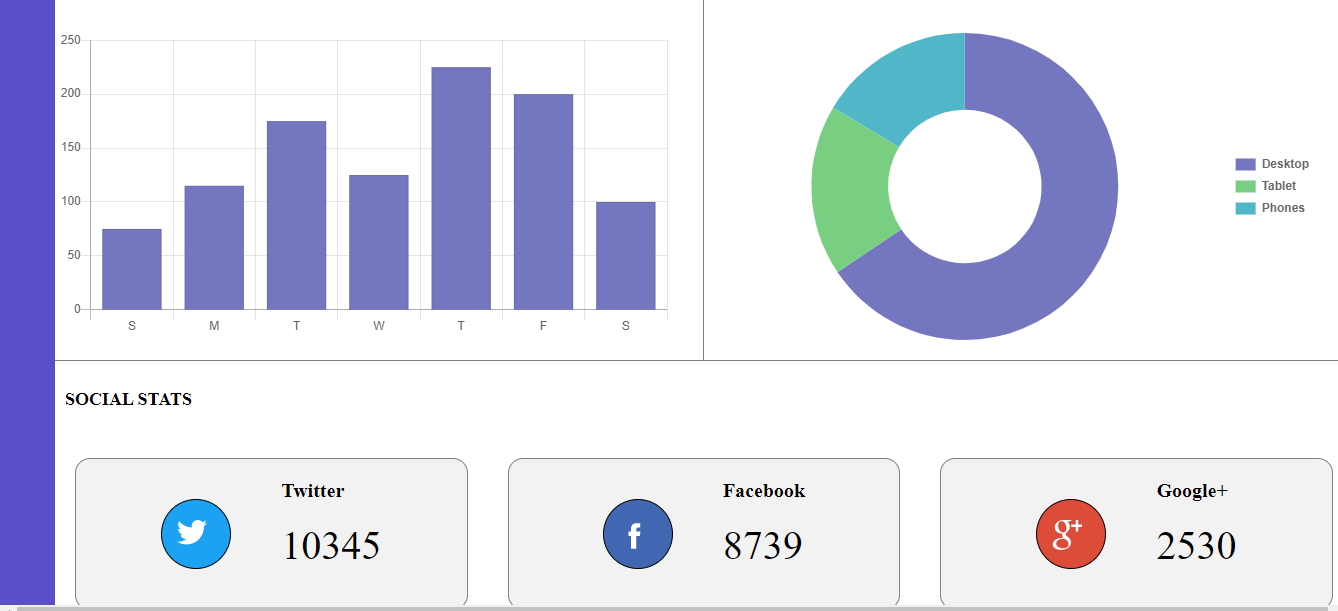 250
200
150
100
50
0
S M T W T F S
Desktop
Tablet
Phones
SOCIAL STATS
Twitter
10345
Facebook
8739
Google+
2530